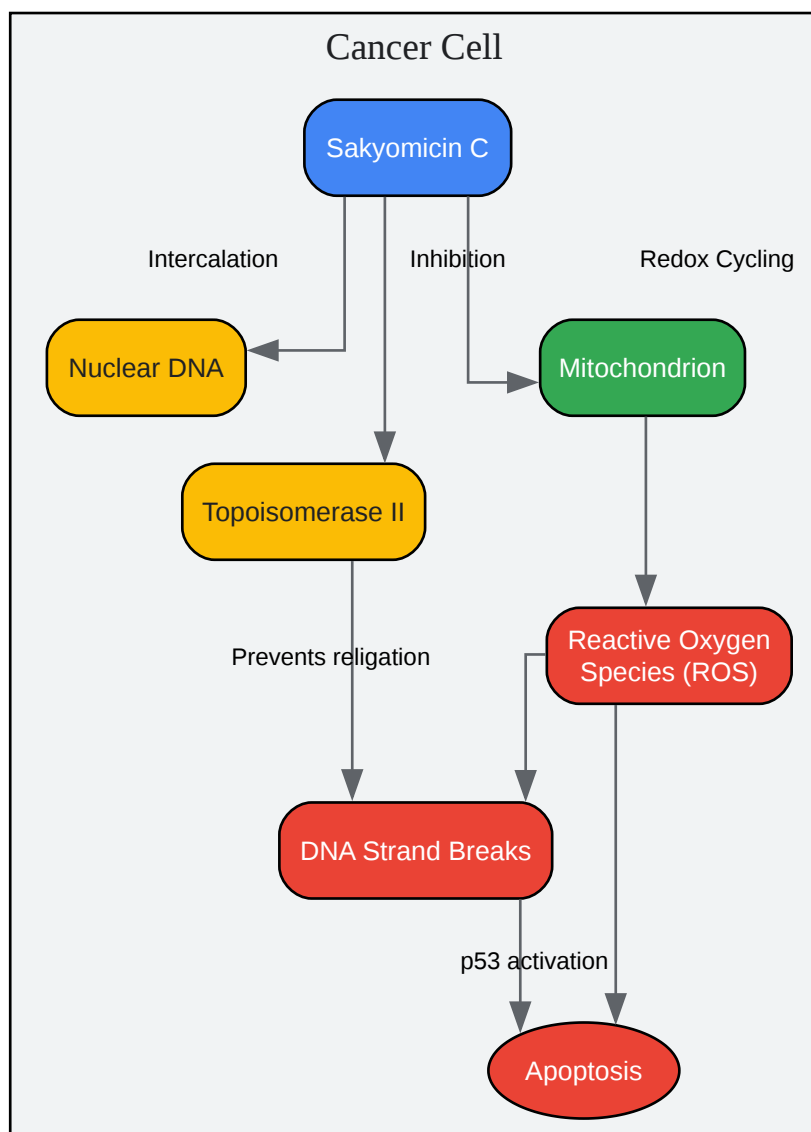 Cancer Cell
Sakyomicin C
Intercalation
Inhibition
Redox Cycling
Nuclear DNA
Mitochondrion
Topoisomerase II
Reactive Oxygen
Species (ROS)
Prevents religation
DNA Strand Breaks
p53 activation
Apoptosis